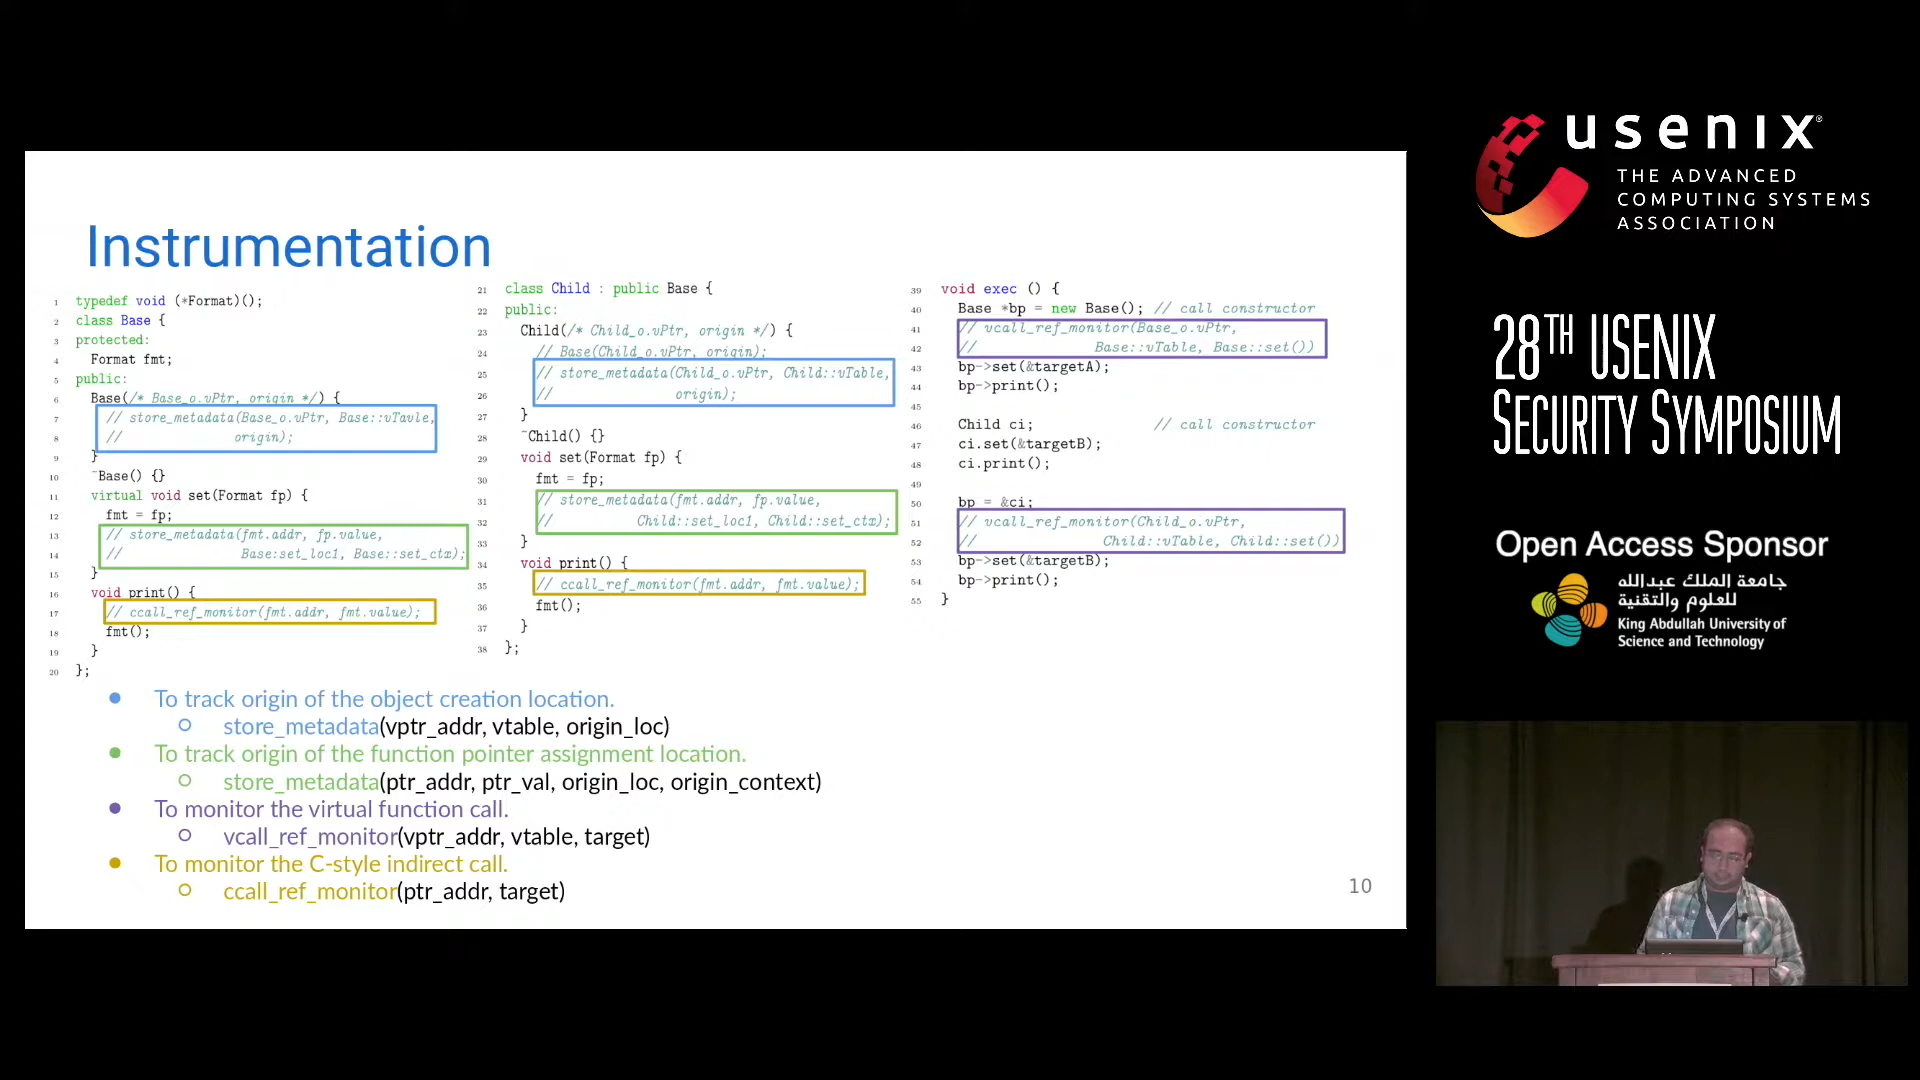 Instrumentation
1 typedef void (*Format)();
2 class Base {
3 protected:
4 Format fmt;
5 public:
6 Base(/* Base_o.vPtr, origin */) {
7 // store_metadata(Base_o.vPtr, Base::vTavle,
8 // origin);
9 }
10 ~Base() {}
11 virtual void set(Format fp) {
12 fmt = fp;
13 // store_metadata(fmt.addr, fp.value,
14 // Base:set_loc1, Base::set_ctx);
15 }
16 void print() {
17 // ccall_ref_monitor(fmt.addr, fmt.value);
18 fmt();
19 }
20 };
21 class Child : public Base {
22 public:
23 Child(/* Child_o.vPtr, origin */) {
24 // Base(Child_o.vPtr, origin);
25 // store_metadata(Child_o.vPtr, Child::vTable,
26 // origin);
27 }
28 ~Child() {}
29 void set(Format fp) {
30 fmt = fp;
31 // store_metadata(fmt.addr, fp.value,
32 // Child::set_loc1, Child::set_ctx);
33 }
34 void print() {
35 // ccall_ref_monitor(fmt.addr, fmt.value);
36 fmt();
37 }
38 };
39 void exec () {
40 Base *bp = new Base(); // call constructor
41 // vcall_ref_monitor(Base_o.vPtr,
42 // Base::vTable, Base::set())
43 bp->set(&targetA);
44 bp->print();
45
46 Child ci; // call constructor
47 ci.set(&targetB);
48 ci.print();
49
50 bp = &ci;
51 // vcall_ref_monitor(Child_o.vPtr,
52 // Child::vTable, Child::set())
53 bp->set(&targetB);
54 bp->print();
55 }
• To track origin of the object creation location.
○ store_metadata(vptr_addr, vtable, origin_loc)
• To track origin of the function pointer assignment location.
○ store_metadata(ptr_addr, ptr_val, origin_loc, origin_context)
• To monitor the virtual function call.
○ vcall_ref_monitor(vptr_addr, vtable, target)
• To monitor the C-style indirect call.
○ ccall_ref_monitor(ptr_addr, target)
10
usenix®
THE ADVANCED
COMPUTING SYSTEMS
ASSOCIATION
28TH USENIX
SECURITY SYMPOSIUM
Open Access Sponsor
جامعة الملك عبدالله
للعلوم والتقنية
King Abdullah University of
Science and Technology